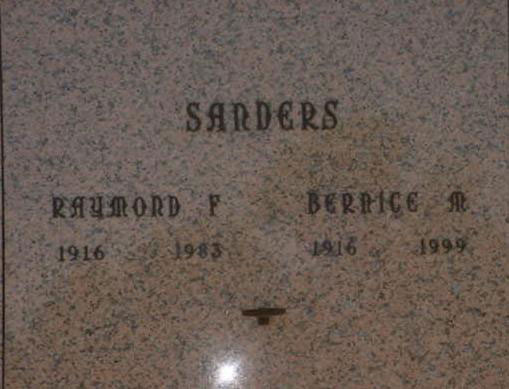 SANDERS
RAYMOND F BERNICE M
1916 1983 1916 1999